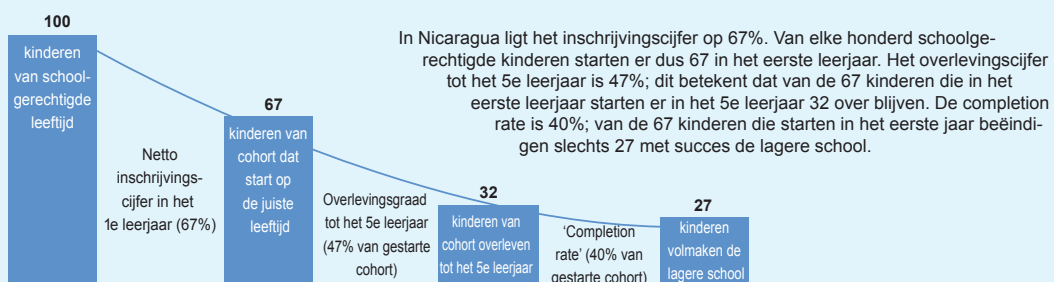 100
kinderen
van school-
gerechtigde
leeftijd
Netto
inschrijvings-
cijfer in het
1e leerjaar (67%)
67
kinderen van
cohort dat
start op
de juiste
leeftijd
Overlevingsgraad
tot het 5e leerjaar
(47% van gestarte
cohort)
32
kinderen van
cohort overleven
tot het 5e leerjaar
‘Completion
rate’ (40% van
gestarte cohort)
27
kinderen
volmaken de
lagere school
In Nicaragua ligt het inschrijvingscijfer op 67%. Van elke honderd schoolge-
rechtigde kinderen starten er dus 67 in het eerste leerjaar. Het overlevingscijfer
tot het 5e leerjaar is 47%; dit betekent dat van de 67 kinderen die in het
eerste leerjaar starten er in het 5e leerjaar 32 over blijven. De completion
rate is 40%; van de 67 kinderen die starten in het eerste jaar beëindi-
gen slechts 27 met succes de lagere school.